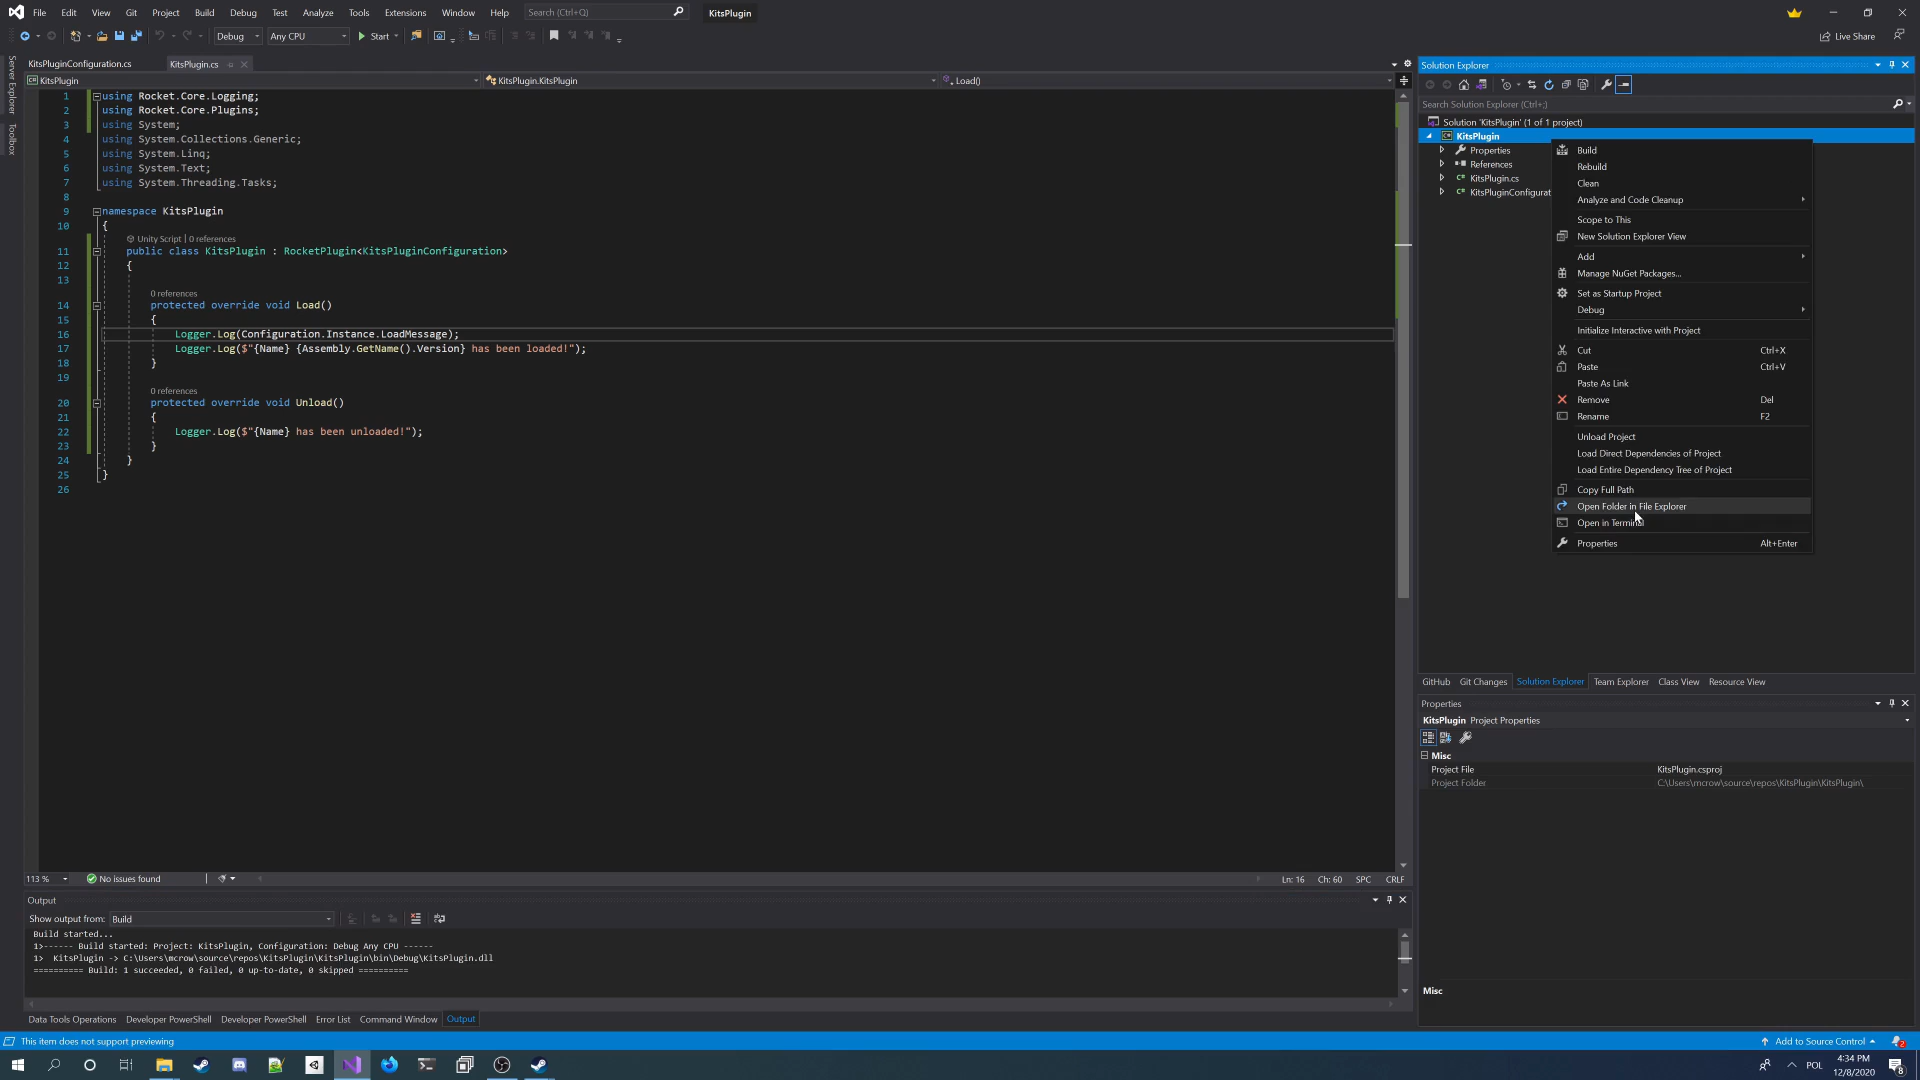 File Edit View Git Project Build Debug Test Analyze Tools Extensions Window Help Search (Ctrl+Q) KitsPlugin
Debug Any CPU Start Live Share
Server Explorer
Toolbox
KitsPluginConfiguration.cs KitsPlugin.cs
KitsPlugin KitsPlugin.KitsPlugin Load()
1 using Rocket.Core.Logging;
2 using Rocket.Core.Plugins;
3 using System;
4 using System.Collections.Generic;
5 using System.Linq;
6 using System.Text;
7 using System.Threading.Tasks;
8
9 namespace KitsPlugin
10 {
Unity Script | 0 references
11 public class KitsPlugin : RocketPlugin<KitsPluginConfiguration>
12 {
13
0 references
14 protected override void Load()
15 {
16 Logger.Log(Configuration.Instance.LoadMessage);
17 Logger.Log($"{Name} {Assembly.GetName().Version} has been loaded!");
18 }
19
0 references
20 protected override void Unload()
21 {
22 Logger.Log($"{Name} has been unloaded!");
23 }
24 }
25 }
26
113 % No issues found Ln: 16 Ch: 60 SPC CRLF
Output
Show output from: Build
Build started...
1>------ Build started: Project: KitsPlugin, Configuration: Debug Any CPU ------
1> KitsPlugin -> C:\Users\mcrow\source\repos\KitsPlugin\KitsPlugin\bin\Debug\KitsPlugin.dll
========== Build: 1 succeeded, 0 failed, 0 up-to-date, 0 skipped ==========
Data Tools Operations Developer PowerShell Developer PowerShell Error List Command Window Output
Solution Explorer
Search Solution Explorer (Ctrl+;)
Solution 'KitsPlugin' (1 of 1 project)
KitsPlugin
Properties
References
KitsPlugin.cs
KitsPluginConfigurat
Build
Rebuild
Clean
Analyze and Code Cleanup
Scope to This
New Solution Explorer View
Add
Manage NuGet Packages...
Set as Startup Project
Debug
Initialize Interactive with Project
Cut Ctrl+X
Paste Ctrl+V
Paste As Link
Remove Del
Rename F2
Unload Project
Load Direct Dependencies of Project
Load Entire Dependency Tree of Project
Copy Full Path
Open Folder in File Explorer
Open in Terminal
Properties Alt+Enter
GitHub Git Changes Solution Explorer Team Explorer Class View Resource View
Properties
KitsPlugin Project Properties
Misc
Project File KitsPlugin.csproj
Project Folder C:\Users\mcrow\source\repos\KitsPlugin\KitsPlugin\
Misc
This item does not support previewing Add to Source Control 2
POL 4:34 PM
12/8/2020 8